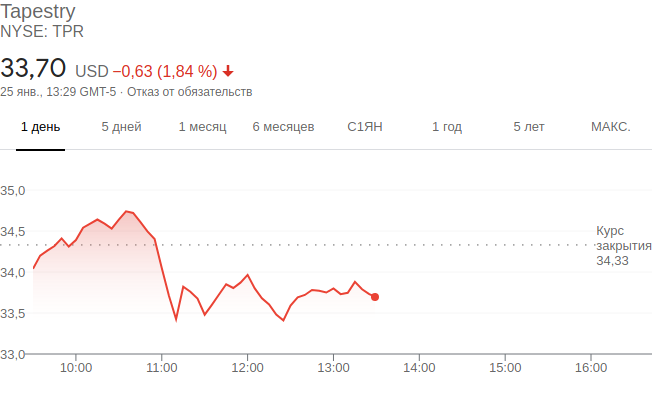 Tapestry
NYSE: TPR
33,70 USD −0,63 (1,84 %)
25 янв., 13:29 GMT-5 · Отказ от обязательств
1 день 5 дней 1 месяц 6 месяцев С1ЯН 1 год 5 лет МАКС.
35,0
34,5
34,0
33,5
33,0
Курс
закрытия
34,33
10:00 11:00 12:00 13:00 14:00 15:00 16:00